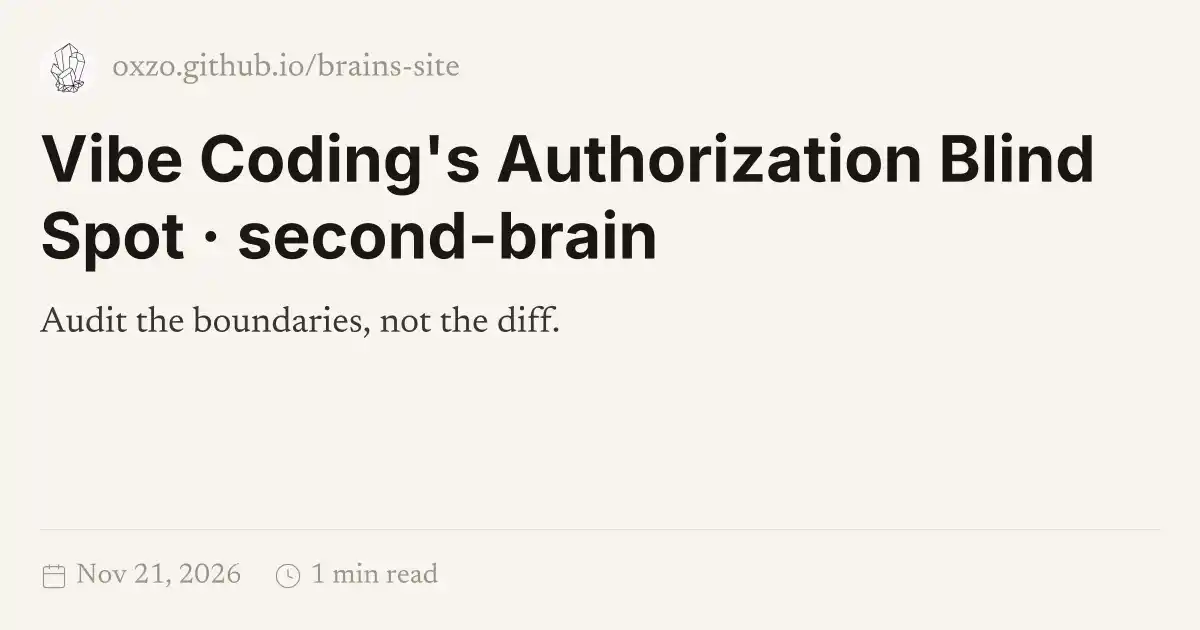 oxzo.github.io/brains-site
Vibe Coding's Authorization Blind
Spot · second-brain
Audit the boundaries, not the diff.
Nov 21, 2026 1 min read